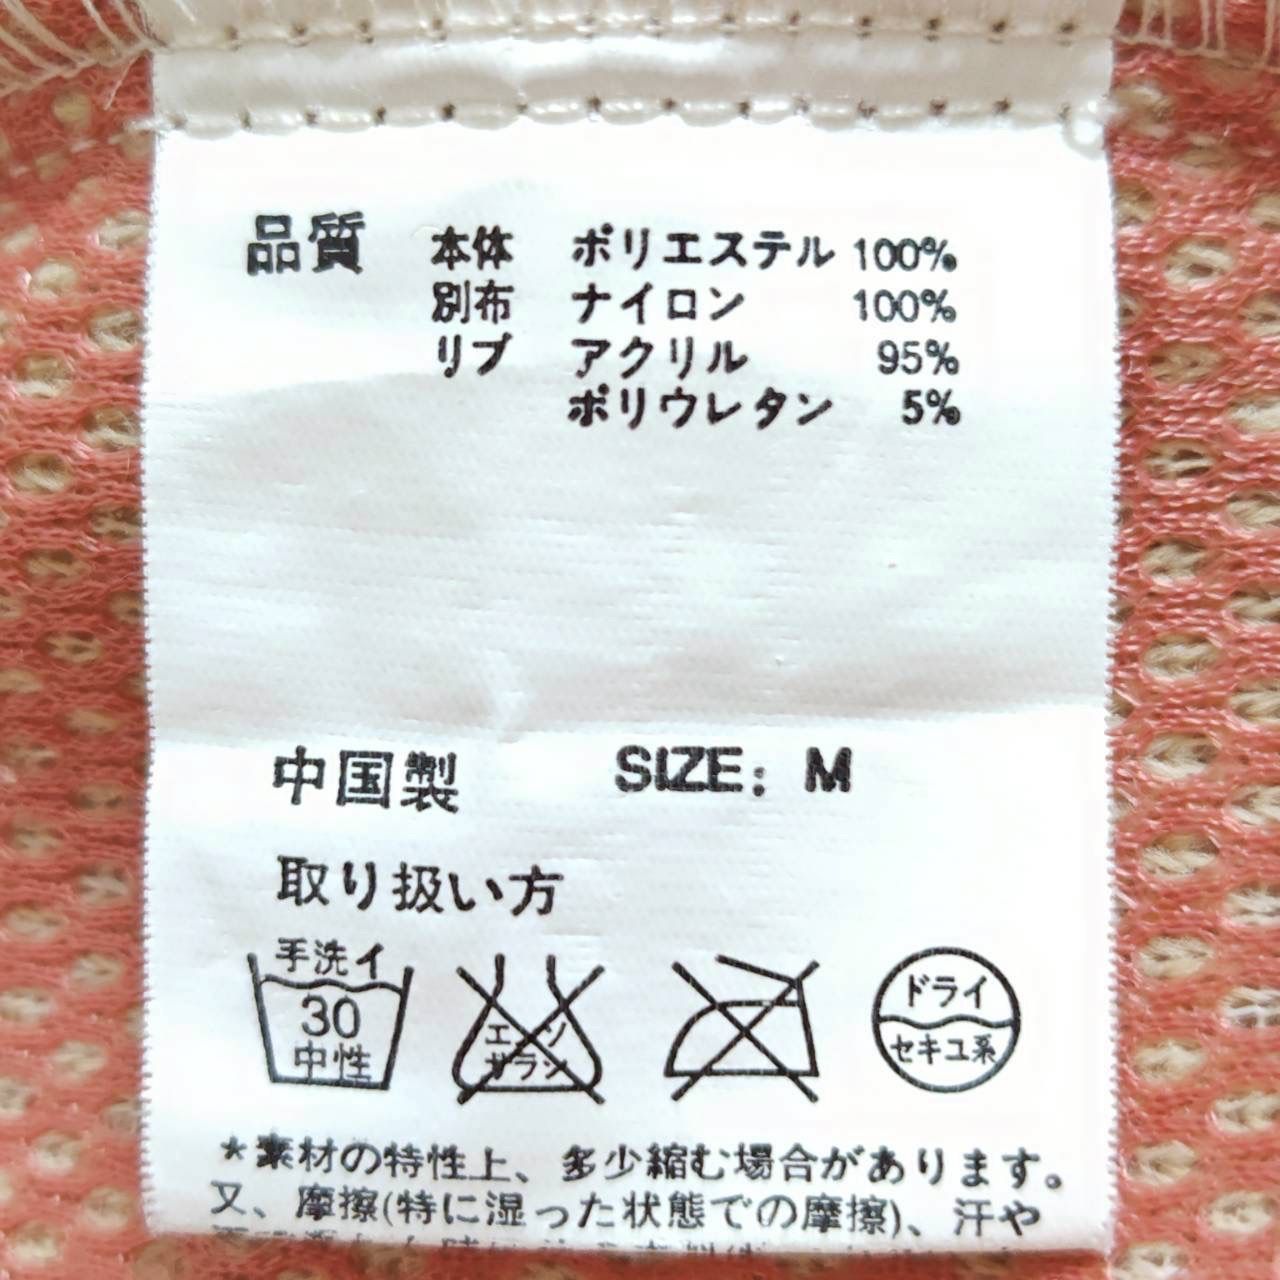 品質 本体 ポリエステル 100%
別布 ナイロン 100%
リブ アクリル 95%
ポリウレタン 5%
中国製 SIZE: M
取り扱い方
手洗イ
30
中性
エンソ
サラシ
ドライ
セキユ系
*素材の特性上、多少縮む場合があります。
又、摩擦(特に湿った状態での摩擦)、汗や